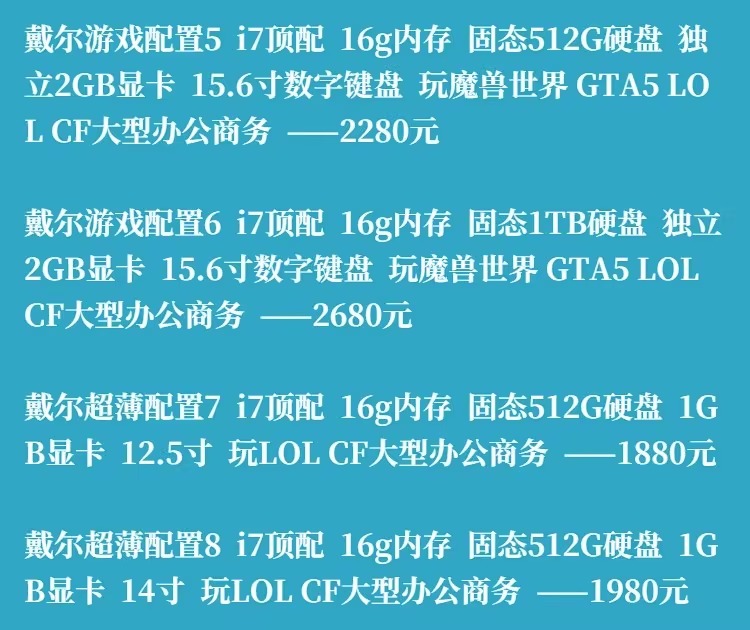 戴尔游戏配置5 i7顶配 16g内存 固态512G硬盘 独
立2GB显卡 15.6寸数字键盘 玩魔兽世界 GTA5 LO
L CF大型办公商务 ——2280元
戴尔游戏配置6 i7顶配 16g内存 固态1TB硬盘 独立
2GB显卡 15.6寸数字键盘 玩魔兽世界 GTA5 LOL
CF大型办公商务 ——2680元
戴尔超薄配置7 i7顶配 16g内存 固态512G硬盘 1G
B显卡 12.5寸 玩LOL CF大型办公商务 ——1880元
戴尔超薄配置8 i7顶配 16g内存 固态512G硬盘 1G
B显卡 14寸 玩LOL CF大型办公商务 ——1980元